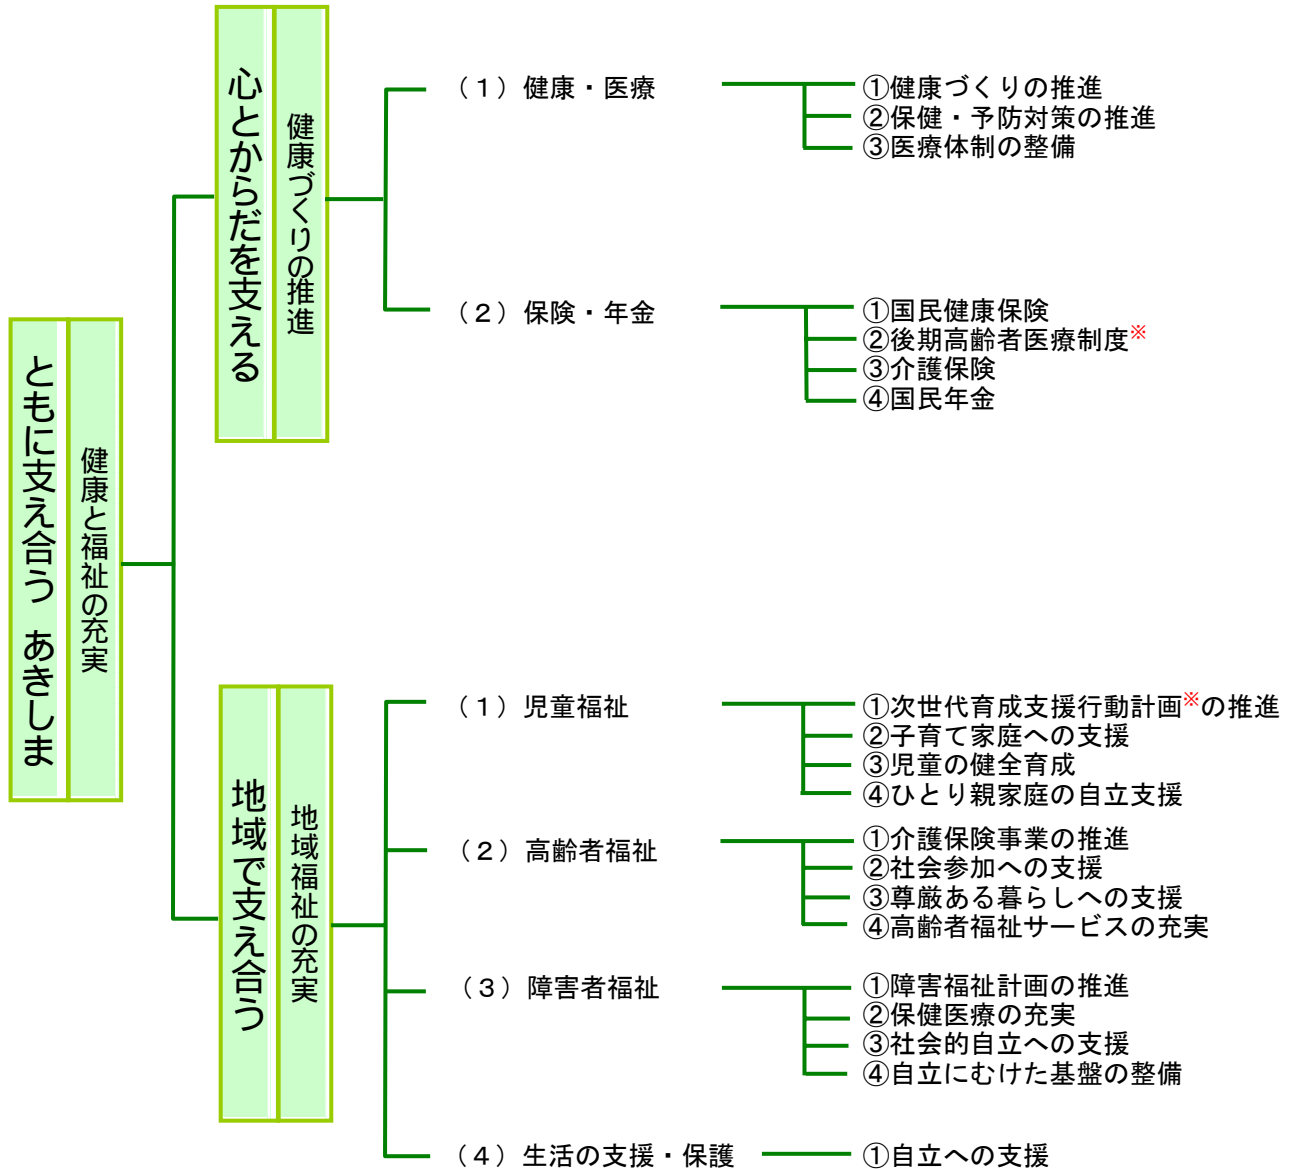 ともに支え合う　あきしま
健康と福祉の充実
心とからだを支える
健康づくりの推進
（１）健康・医療
①健康づくりの推進
②保健・予防対策の推進
③医療体制の整備
（２）保険・年金
①国民健康保険
②後期高齢者医療制度※
③介護保険
④国民年金
地域で支え合う
地域福祉の充実
（１）児童福祉
①次世代育成支援行動計画※の推進
②子育て家庭への支援
③児童の健全育成
④ひとり親家庭の自立支援
（２）高齢者福祉
①介護保険事業の推進
②社会参加への支援
③尊厳ある暮らしへの支援
④高齢者福祉サービスの充実
（３）障害者福祉
①障害福祉計画の推進
②保健医療の充実
③社会的自立への支援
④自立にむけた基盤の整備
（４）生活の支援・保護
①自立への支援